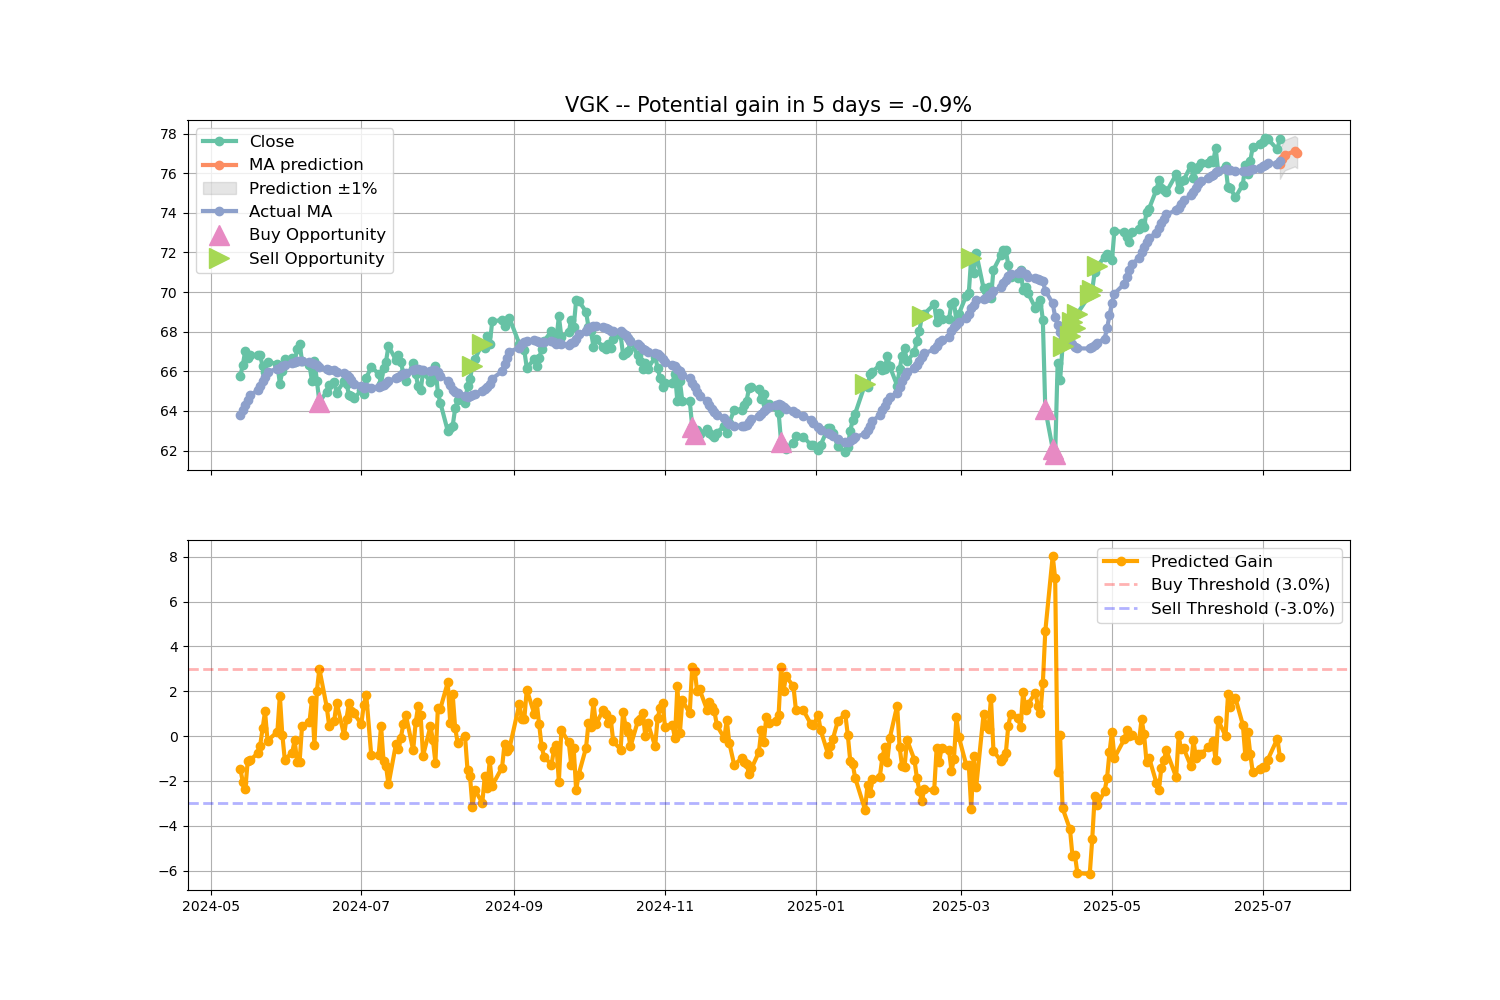 VGK -- Potential gain in 5 days = -0.9%
78
76
74
72
70
68
66
64
62
Close
MA prediction
Prediction ±1%
Actual MA
Buy Opportunity
Sell Opportunity
8
6
4
2
0
−2
−4
−6
Predicted Gain
Buy Threshold (3.0%)
Sell Threshold (-3.0%)
2024-05 2024-07 2024-09 2024-11 2025-01 2025-03 2025-05 2025-07